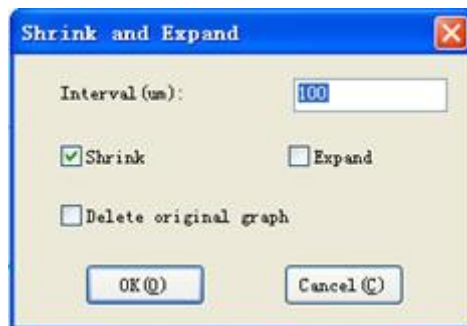 Shrink and Expand
Interval(um): 100
Shrink Expand
Delete original graph
OK(O) Cancel(C)